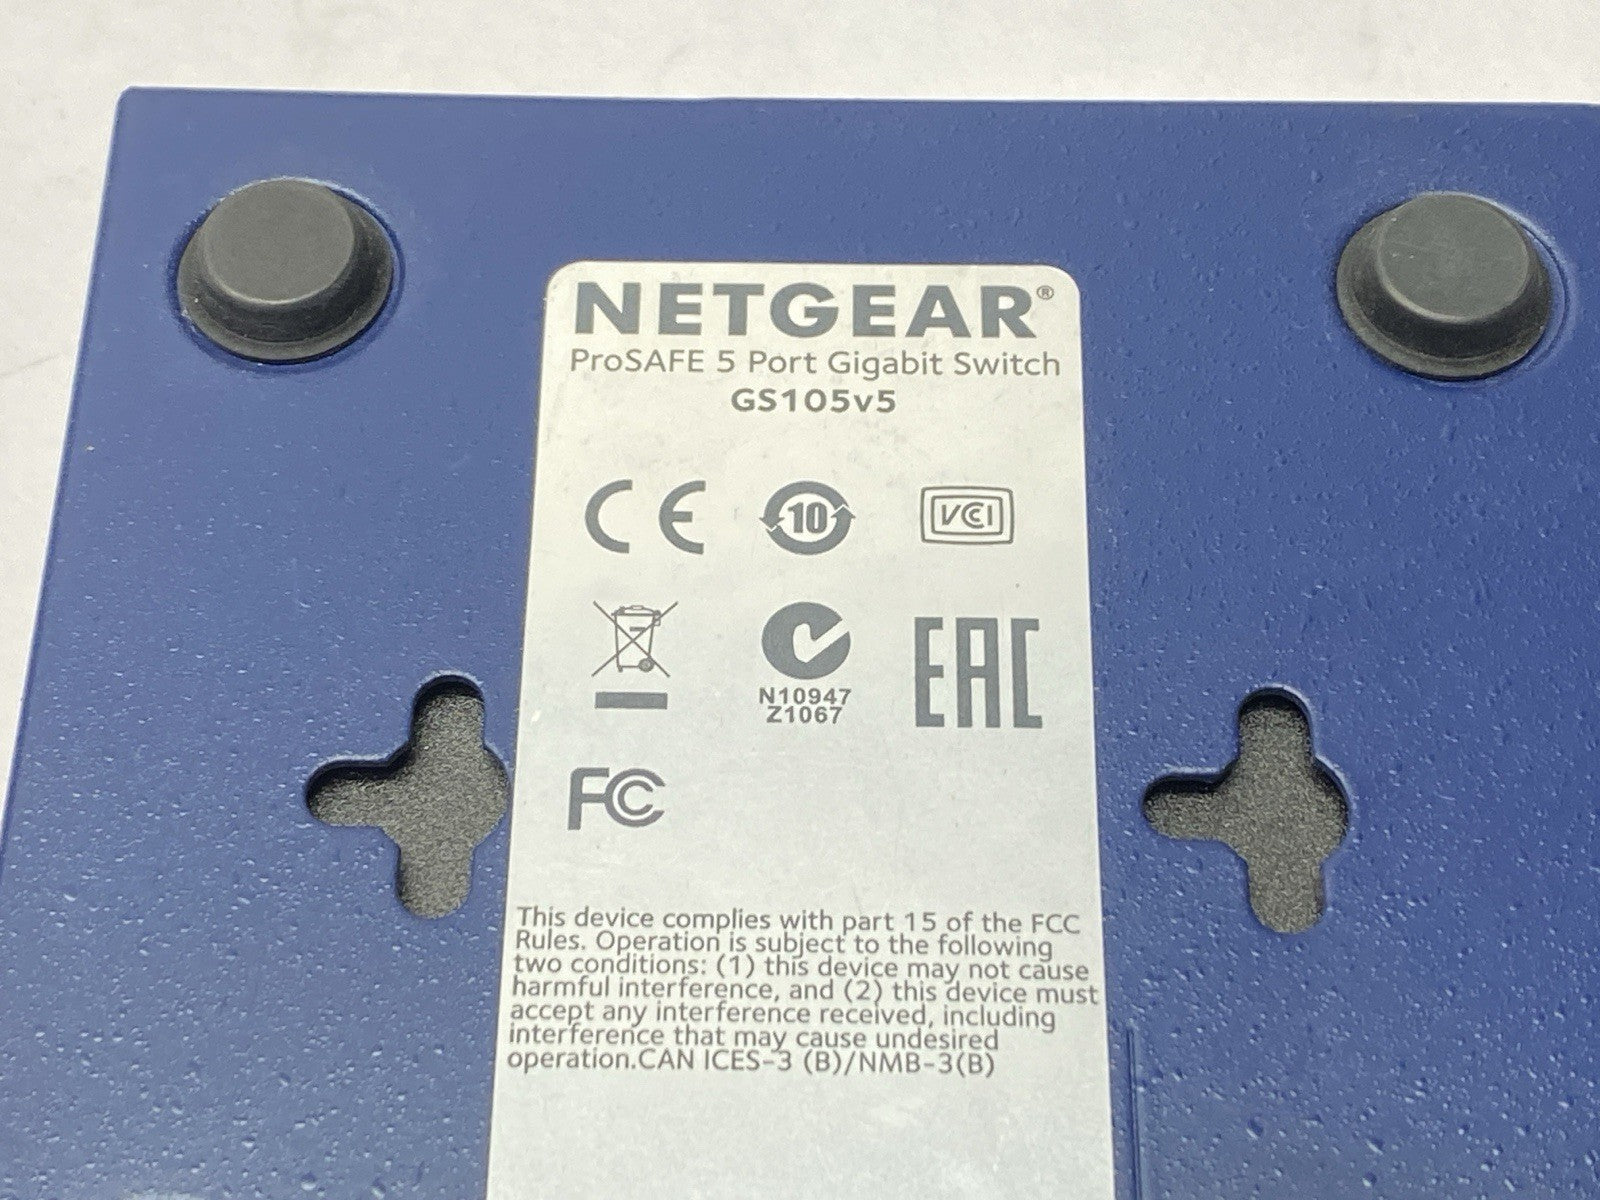 NETGEAR®
ProSAFE 5 Port Gigabit Switch
GS105v5
CE 10 VCCI
N10947
Z1067
EAC
FC
This device complies with part 15 of the FCC
Rules. Operation is subject to the following
two conditions: (1) this device may not cause
harmful interference, and (2) this device must
accept any interference received, including
interference that may cause undesired
operation.CAN ICES-3 (B)/NMB-3(B)